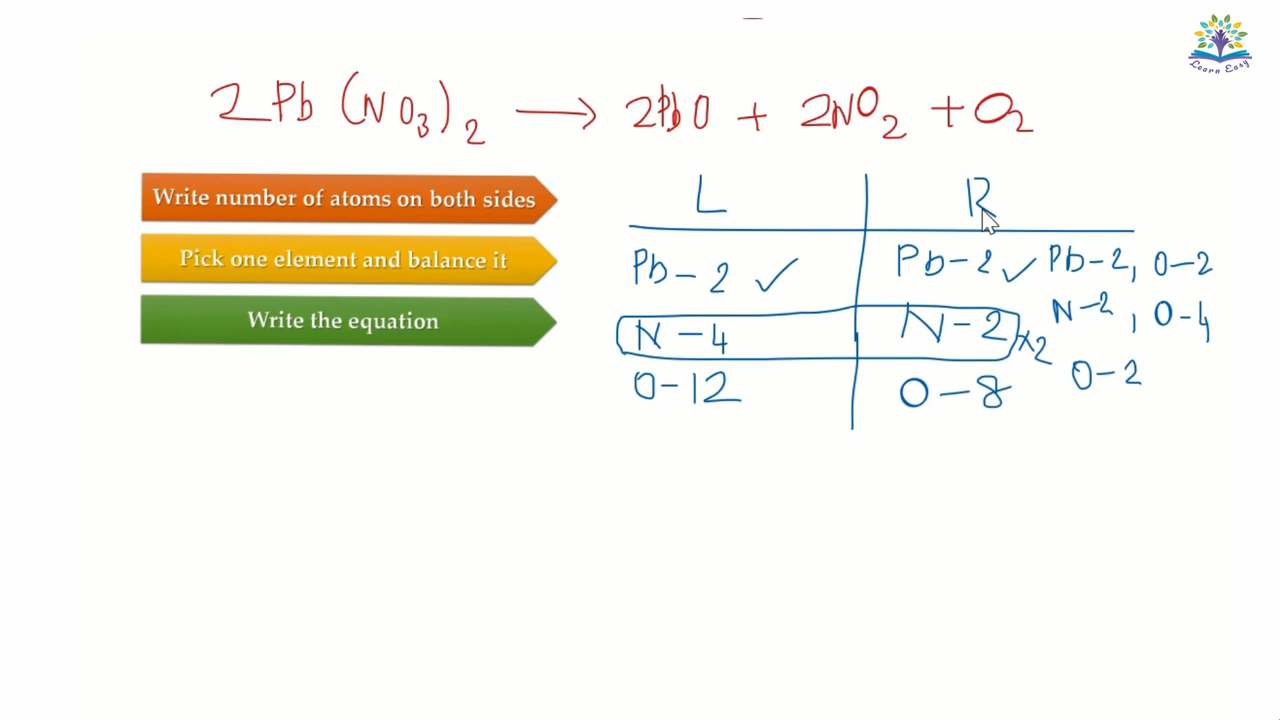 Learn Easy
2Pb(NO₃)₂ ⟶ 2PbO + 2NO₂ + O₂
Write number of atoms on both sides
Pick one element and balance it
Write the equation
L R
Pb-2 ✓ Pb-2 ✓ Pb-2, O-2
N-4 N-2 ×2 N-2, O-4
O-12 O-8 O-2